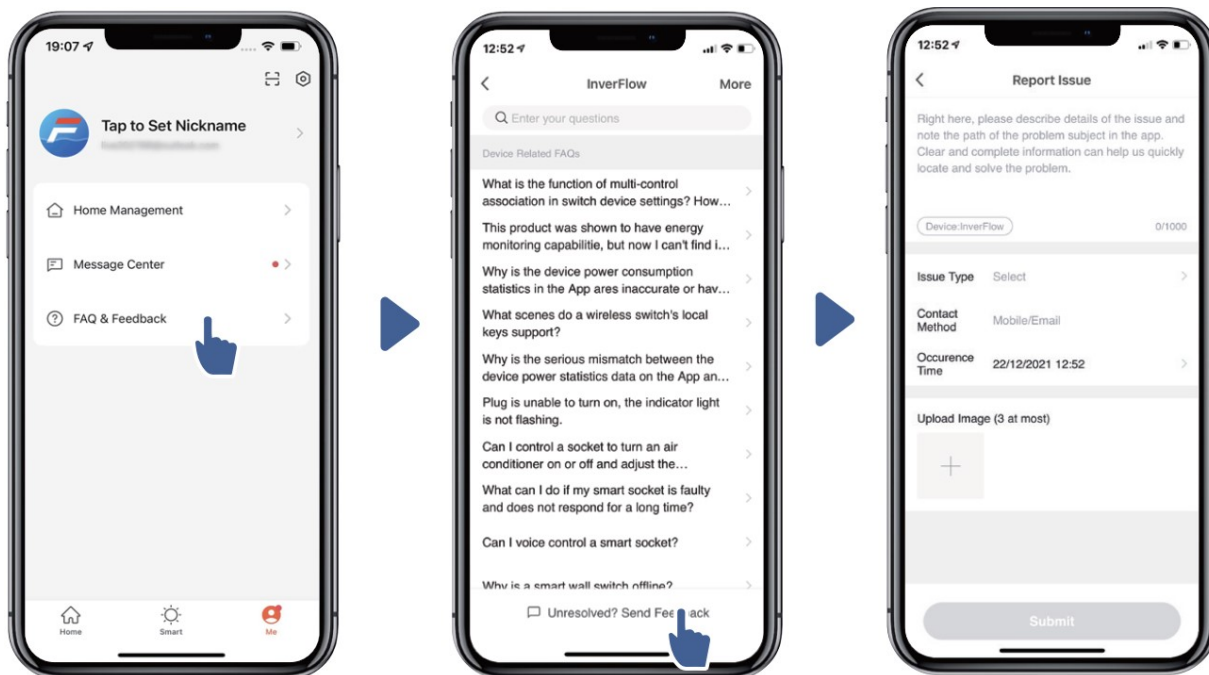 19:07
Tap to Set Nickname
Home Management
Message Center
FAQ & Feedback
Home
Smart
Me
12:52
InverFlow
More
Enter your questions
Device Related FAQs
What is the function of multi-control
association in switch device settings? How...
This product was shown to have energy
monitoring capabilitie, but now I can't find i...
Why is the device power consumption
statistics in the App ares inaccurate or hav...
What scenes do a wireless switch's local
keys support?
Why is the serious mismatch between the
device power statistics data on the App an...
Plug is unable to turn on, the indicator light
is not flashing.
Can I control a socket to turn an air
conditioner on or off and adjust the...
What can I do if my smart socket is faulty
and does not respond for a long time?
Can I voice control a smart socket?
Why is a smart wall switch offline?
Unresolved? Send Feedback
12:52
Report Issue
Right here, please describe details of the issue and
note the path of the problem subject in the app.
Clear and complete information can help us quickly
locate and solve the problem.
Device:InverFlow
0/1000
Issue Type Select
Contact
Method
Mobile/Email
Occurence
Time
22/12/2021 12:52
Upload Image (3 at most)
Submit